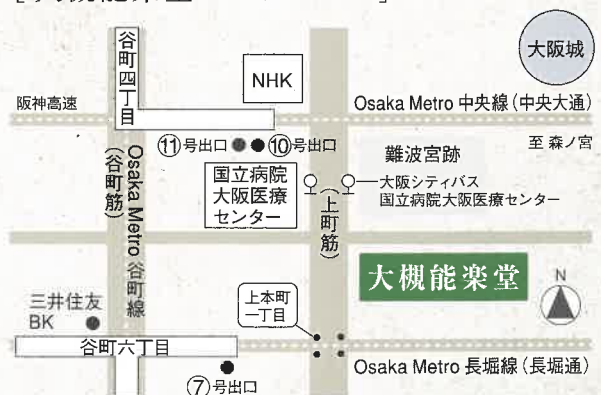 大阪城
谷町四丁目
NHK
阪神高速
Osaka Metro 中央線(中央大通)
⑪号出口
⑩号出口
至 森ノ宮
難波宮跡
国立病院
大阪医療
センター
大阪シティバス
国立病院大阪医療センター
Osaka Metro 谷町線
(谷町筋)
(上町筋)
大槻能楽堂
N
三井住友
BK
上本町
一丁目
谷町六丁目
Osaka Metro 長堀線(長堀通)
⑦号出口